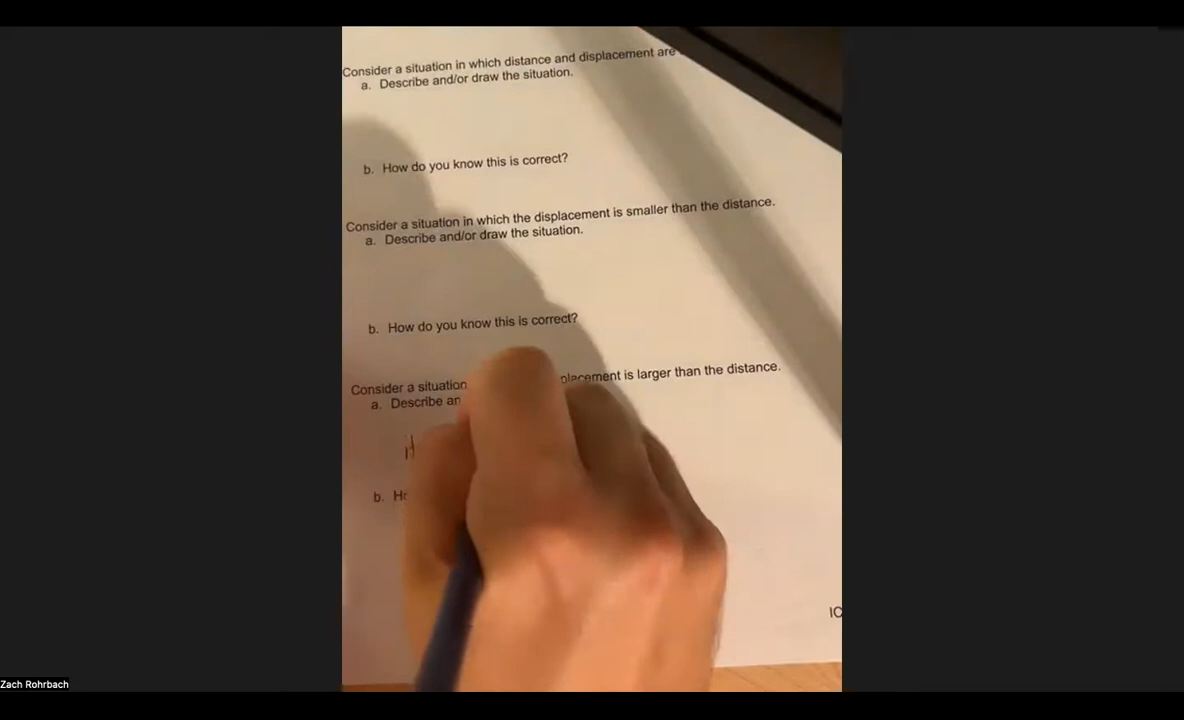 Consider a situation in which distance and displacement are
a. Describe and/or draw the situation.
b. How do you know this is correct?
Consider a situation in which the displacement is smaller than the distance.
a. Describe and/or draw the situation.
b. How do you know this is correct?
Consider a situation placement is larger than the distance.
a. Describe an
b. H
IC
Zach Rohrbach